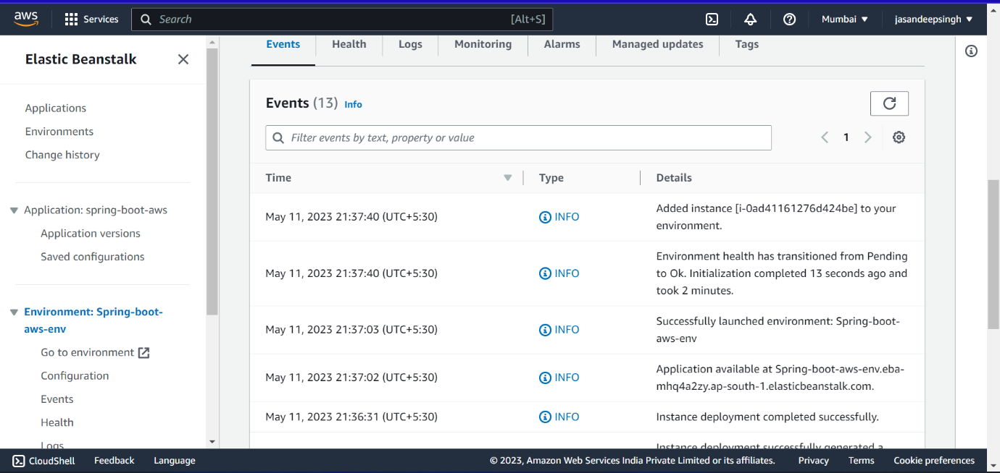 aws
Services
Search
[Alt+S]
Mumbai
jasandeepsingh
Elastic Beanstalk
Applications
Environments
Change history
Application: spring-boot-aws
Application versions
Saved configurations
Environment: Spring-boot-
aws-env
Go to environment
Configuration
Events
Health
Logs
Events
Health
Logs
Monitoring
Alarms
Managed updates
Tags
Events (13) Info
Filter events by text, property or value
1
Time
Type
Details
May 11, 2023 21:37:40 (UTC+5:30)
INFO
Added instance [i-0ad41161276d424be] to your
environment.
May 11, 2023 21:37:40 (UTC+5:30)
INFO
Environment health has transitioned from Pending
to Ok. Initialization completed 13 seconds ago and
took 2 minutes.
May 11, 2023 21:37:03 (UTC+5:30)
INFO
Successfully launched environment: Spring-boot-
aws-env
May 11, 2023 21:37:02 (UTC+5:30)
INFO
Application available at Spring-boot-aws-env.eba-
mhq4a2zy.ap-south-1.elasticbeanstalk.com.
May 11, 2023 21:36:31 (UTC+5:30)
INFO
Instance deployment completed successfully.
Instance deployment successfully generated a
CloudShell
Feedback
Language
© 2023, Amazon Web Services India Private Limited or its affiliates.
Privacy
Terms
Cookie preferences